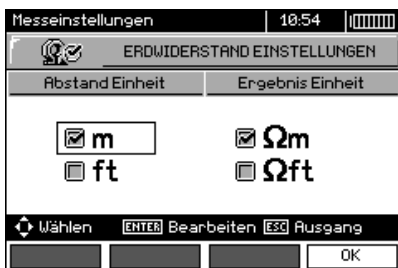 Messeinstellungen 10:54
ERDWIDERSTAND EINSTELLUNGEN
Abstand Einheit Ergebnis Einheit
m Ωm
ft Ωft
Wählen ENTER Bearbeiten ESC Ausgang
OK